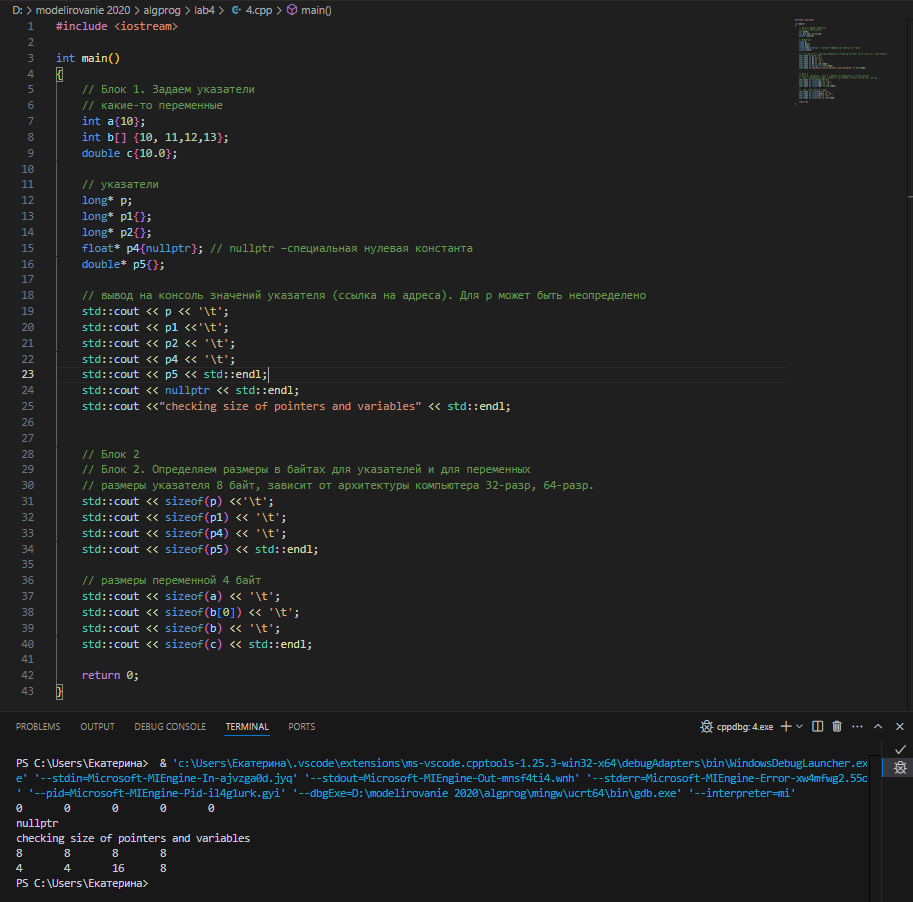 D: > modelirovanie 2020 > algprog > lab4 > 4.cpp > main()
1 #include <iostream>
2
3 int main()
4 {
5 // Блок 1. Задаем указатели
6 // какие-то переменные
7 int a{10};
8 int b[] {10, 11,12,13};
9 double c{10.0};
10
11 // указатели
12 long* p;
13 long* p1{};
14 long* p2{};
15 float* p4{nullptr}; // nullptr –специальная нулевая константа
16 double* p5{};
17
18 // вывод на консоль значений указателя (ссылка на адреса). Для p может быть неопределено
19 std::cout << p << '\t';
20 std::cout << p1 <<'\t';
21 std::cout << p2 << '\t';
22 std::cout << p4 << '\t';
23 std::cout << p5 << std::endl;
24 std::cout << nullptr << std::endl;
25 std::cout <<"checking size of pointers and variables" << std::endl;
26
27
28 // Блок 2
29 // Блок 2. Определяем размеры в байтах для указателей и для переменных
30 // размеры указателя 8 байт, зависит от архитектуры компьютера 32-разр, 64-разр.
31 std::cout << sizeof(p) <<'\t';
32 std::cout << sizeof(p1) << '\t';
33 std::cout << sizeof(p4) << '\t';
34 std::cout << sizeof(p5) << std::endl;
35
36 // размеры переменной 4 байт
37 std::cout << sizeof(a) << '\t';
38 std::cout << sizeof(b[0]) << '\t';
39 std::cout << sizeof(b) << '\t';
40 std::cout << sizeof(c) << std::endl;
41
42 return 0;
43 }
PROBLEMS OUTPUT DEBUG CONSOLE TERMINAL PORTS cppdbg: 4.exe
PS C:\Users\Екатерина> & 'c:\Users\Екатерина\.vscode\extensions\ms-vscode.cpptools-1.25.3-win32-x64\debugAdapters\bin\WindowsDebugLauncher.ex
e' '--stdin=Microsoft-MIEngine-In-ajvzga0d.jyq' '--stdout=Microsoft-MIEngine-Out-mnsf4ti4.wnh' '--stderr=Microsoft-MIEngine-Error-xw4mfwg2.55c
' '--pid=Microsoft-MIEngine-Pid-il4g1urk.gyi' '--dbgExe=D:\modelirovanie 2020\algprog\mingw\ucrt64\bin\gdb.exe' '--interpreter=mi'
0 0 0 0 0
nullptr
checking size of pointers and variables
8 8 8 8
4 4 16 8
PS C:\Users\Екатерина>